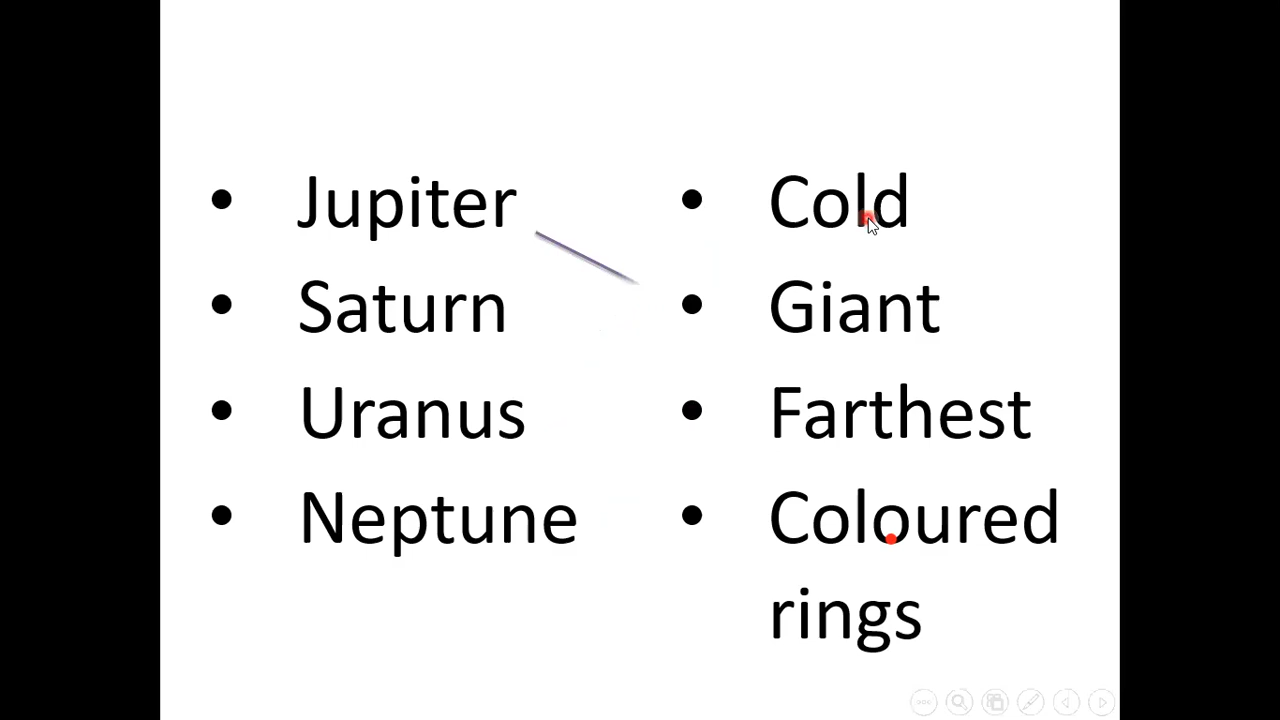 • Jupiter
• Saturn
• Uranus
• Neptune
• Cold
• Giant
• Farthest
• Coloured
rings